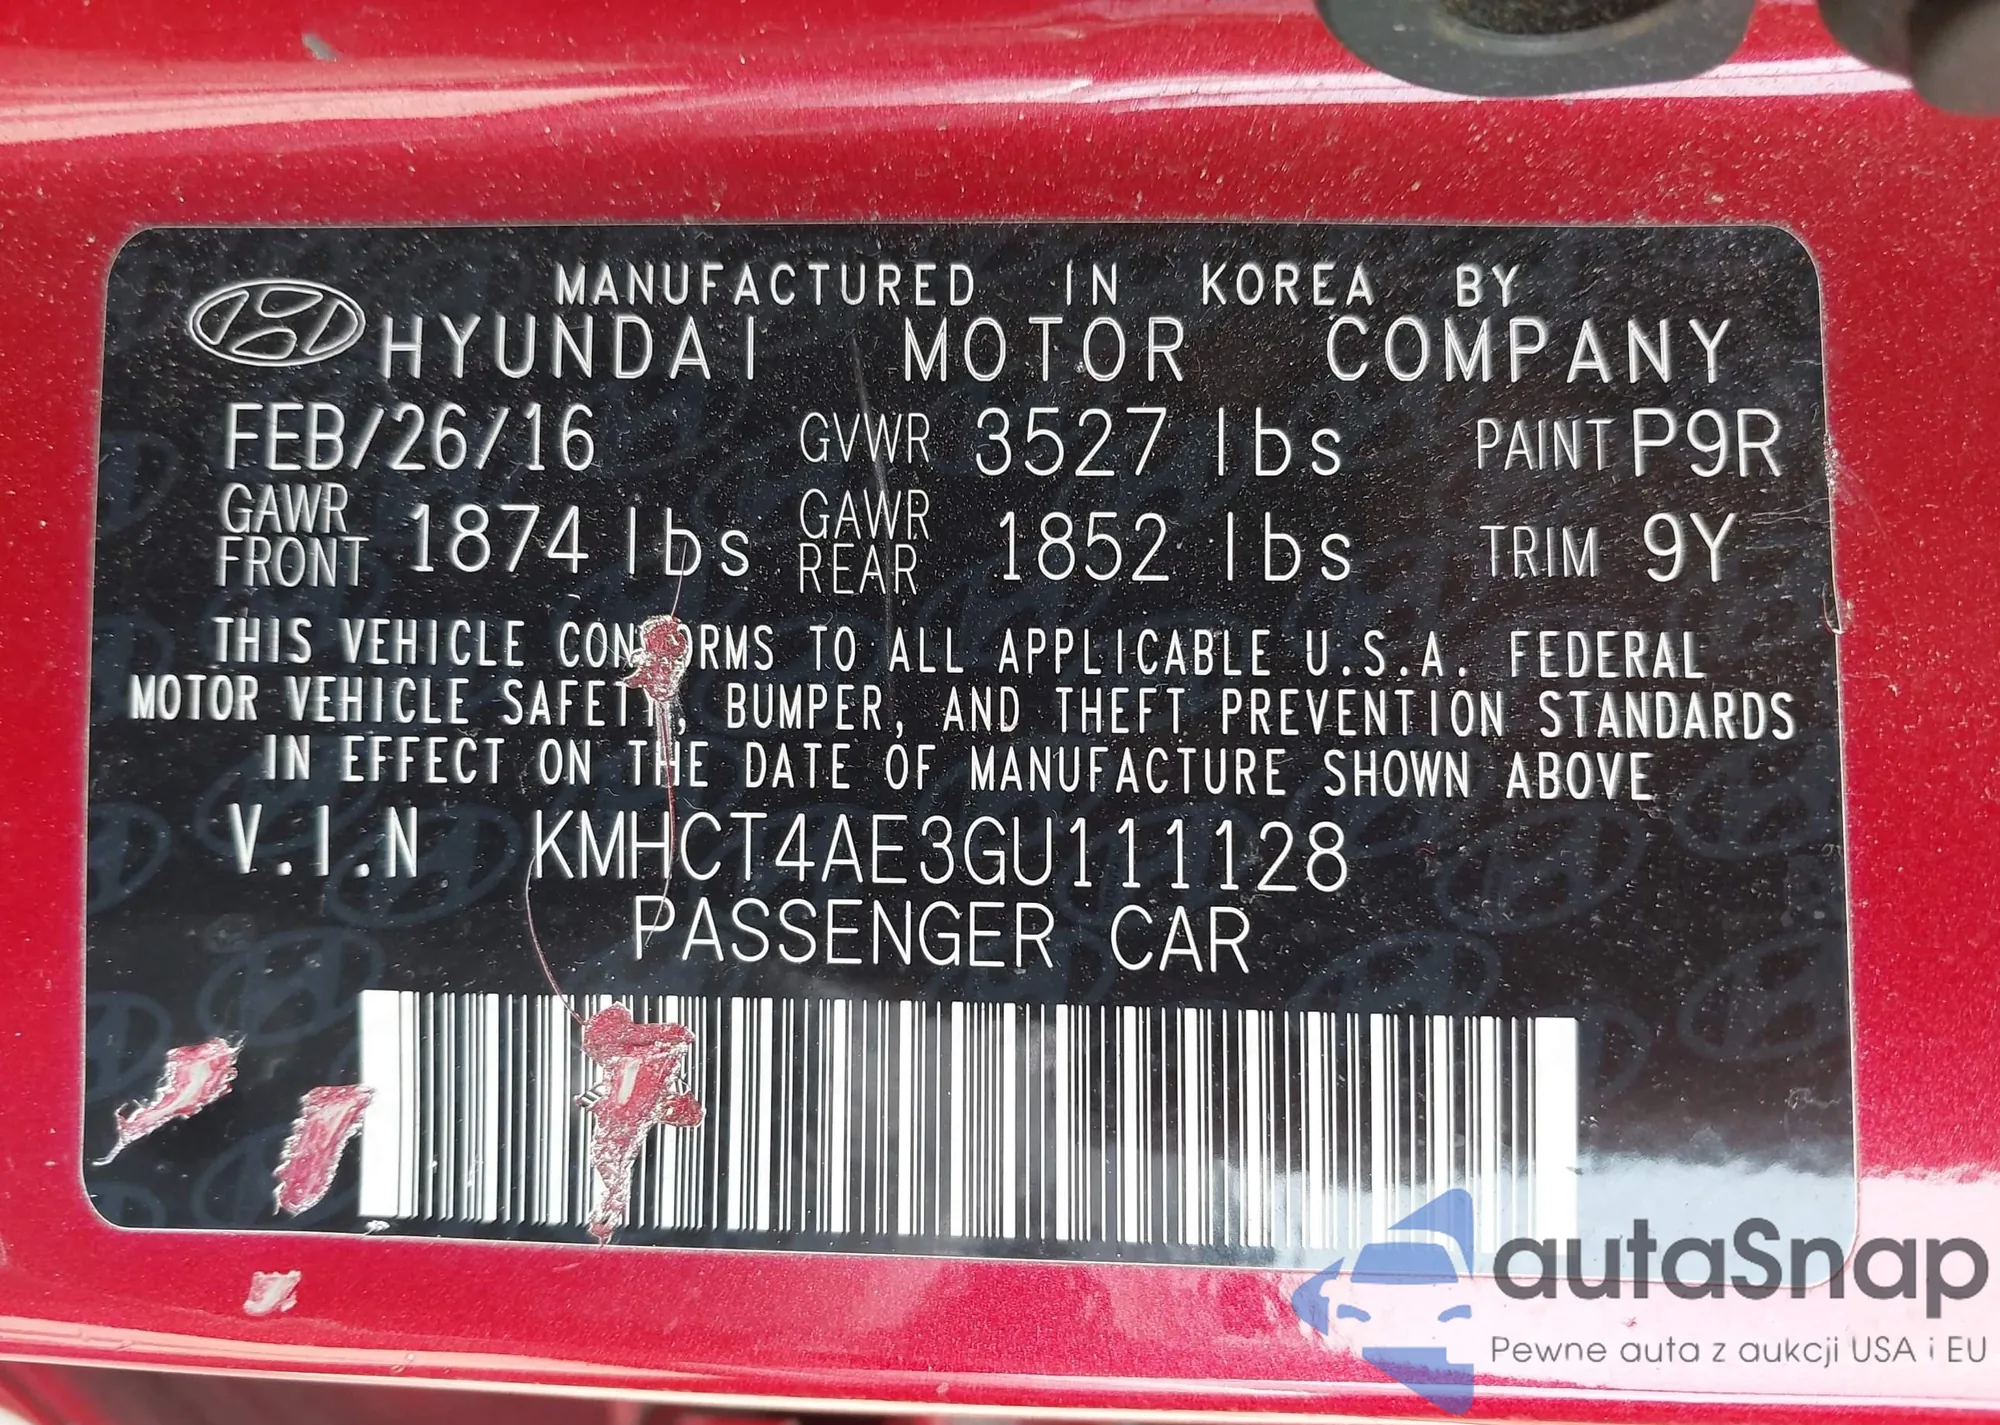 MANUFACTURED IN KOREA BY
HYUNDAI MOTOR COMPANY
FEB/26/16 GVWR 3527 lbs PAINT P9R
GAWR FRONT 1874 lbs GAWR REAR 1852 lbs TRIM 9Y
THIS VEHICLE CONFORMS TO ALL APPLICABLE U.S.A. FEDERAL
MOTOR VEHICLE SAFETY, BUMPER, AND THEFT PREVENTION STANDARDS
IN EFFECT ON THE DATE OF MANUFACTURE SHOWN ABOVE
V.I.N KMHCT4AE3GU111128
PASSENGER CAR
autaSnap
Pewne auta z aukcji USA i EU